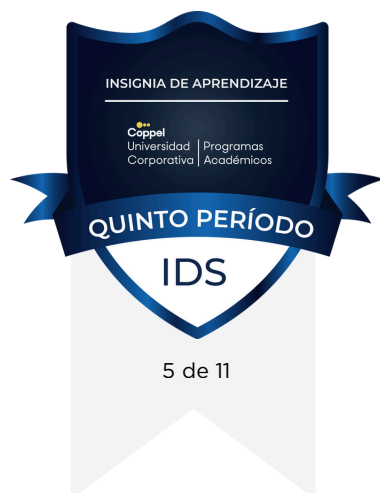 INSIGNIA DE APRENDIZAJE
Coppel
Universidad | Programas
Corporativa | Académicos
QUINTO PERÍODO
IDS
5 de 11